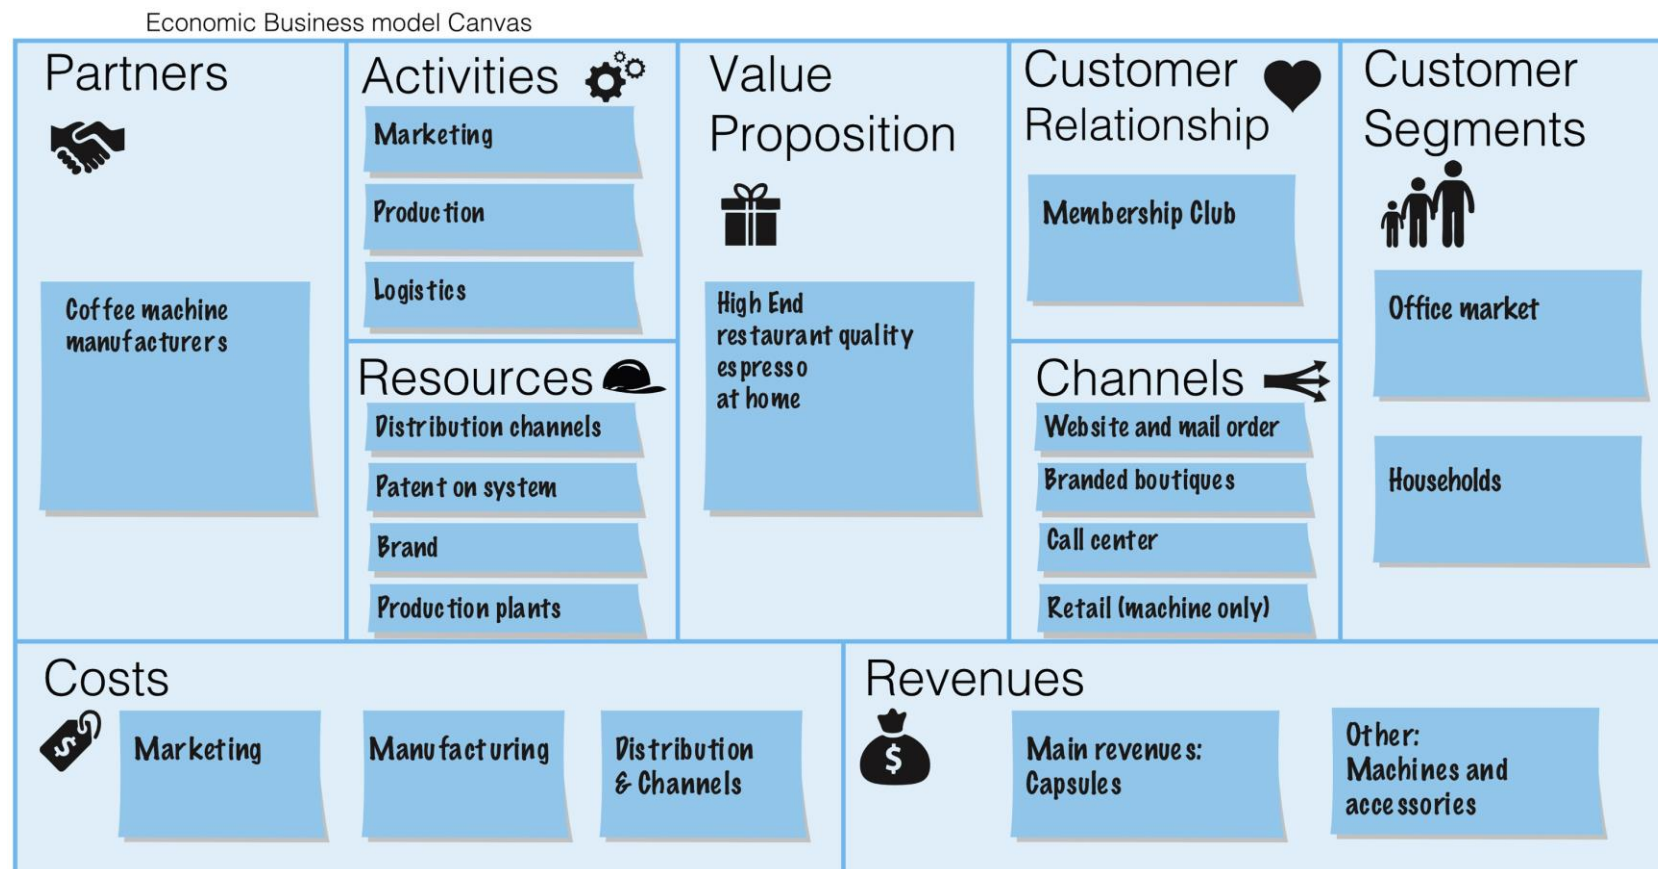 Economic Business model Canvas
Partners
Coffee machine
manufacturers
Activities
Marketing
Production
Logistics
Resources
Distribution channels
Patent on system
Brand
Production plants
Value
Proposition
High End
restaurant quality
espresso
at home
Customer
Relationship
Membership Club
Channels
Website and mail order
Branded boutiques
Call center
Retail (machine only)
Customer
Segments
Office market
Households
Costs
$
Marketing
Manufacturing
Distribution
& Channels
Revenues
$
Main revenues:
Capsules
Other:
Machines and
accessories